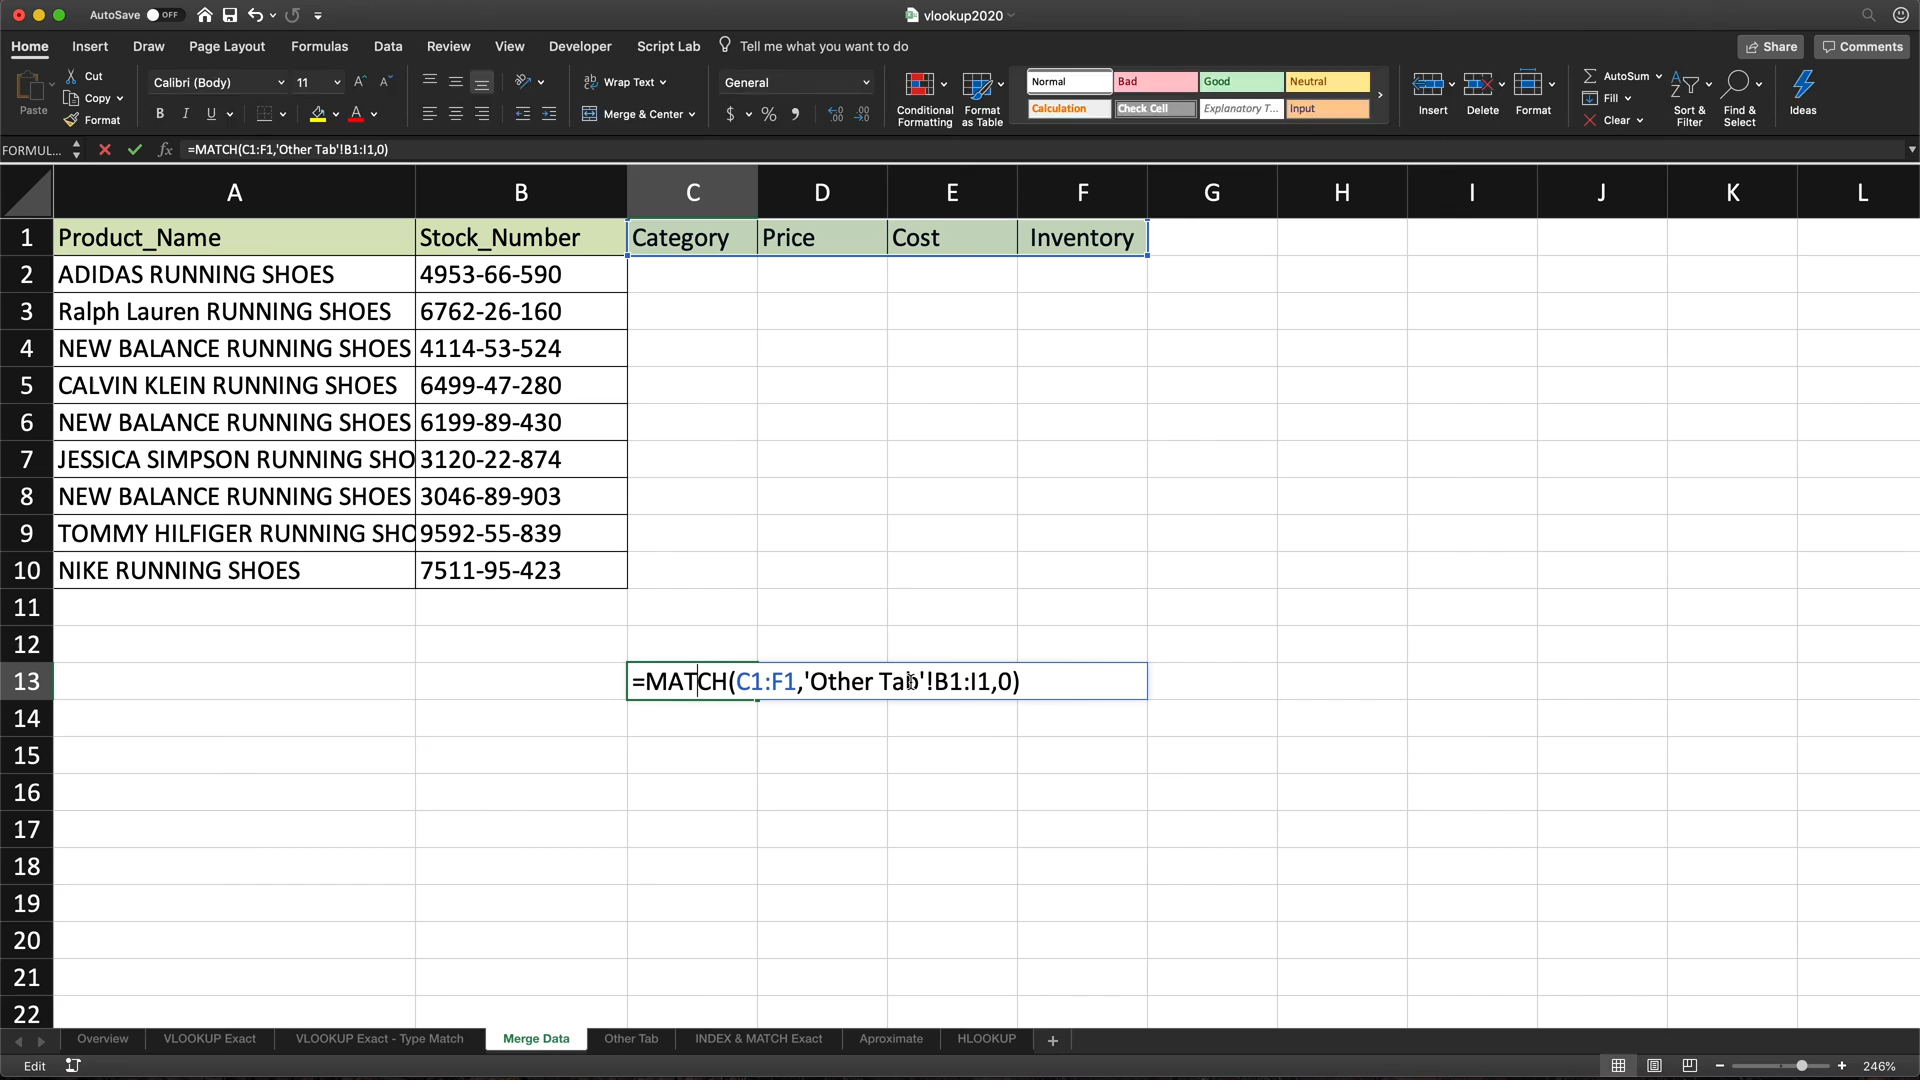 AutoSave OFF vlookup2020
Home Insert Draw Page Layout Formulas Data Review View Developer Script Lab Tell me what you want to do Share Comments
Paste Cut Copy Format
Calibri (Body) 11
B I U A
Wrap Text
Merge & Center
General
$ %
Conditional Formatting
Format as Table
Normal Bad Good Neutral
Calculation Check Cell Explanatory T... Input
Insert Delete Format
AutoSum
Fill
Clear
Sort & Filter
Find & Select
Ideas
FORMUL... fx =MATCH(C1:F1,'Other Tab'!B1:I1,0)
A B C D E F G H I J K L
1 Product_Name Stock_Number Category Price Cost Inventory
2 ADIDAS RUNNING SHOES 4953-66-590
3 Ralph Lauren RUNNING SHOES 6762-26-160
4 NEW BALANCE RUNNING SHOES 4114-53-524
5 CALVIN KLEIN RUNNING SHOES 6499-47-280
6 NEW BALANCE RUNNING SHOES 6199-89-430
7 JESSICA SIMPSON RUNNING SHO 3120-22-874
8 NEW BALANCE RUNNING SHOES 3046-89-903
9 TOMMY HILFIGER RUNNING SHO 9592-55-839
10 NIKE RUNNING SHOES 7511-95-423
11
12
13 =MATCH(C1:F1,'Other Tab'!B1:I1,0)
14
15
16
17
18
19
20
21
22
Overview VLOOKUP Exact VLOOKUP Exact - Type Match Merge Data Other Tab INDEX & MATCH Exact Aproximate HLOOKUP
Edit 246%